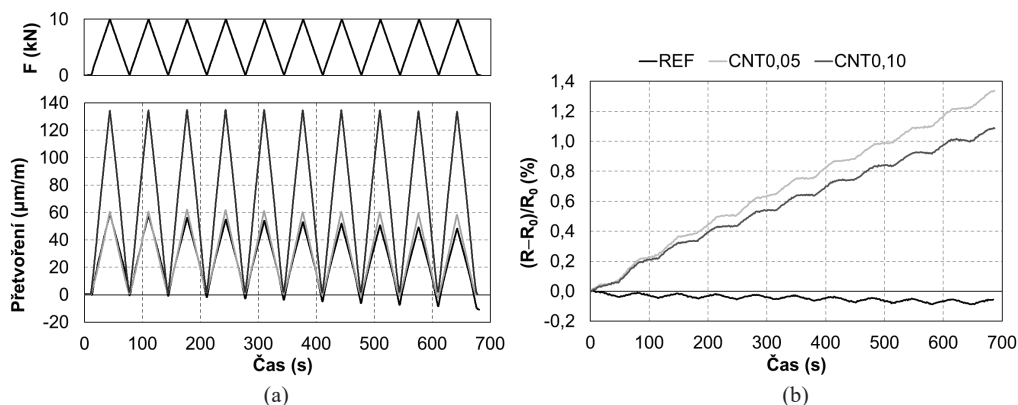 F (kN)
10
0
Přetvoření (µm/m)
140
120
100
80
60
40
20
0
-20
0 100 200 300 400 500 600 700
Čas (s)
(a)
REF CNT0,05 CNT0,10
(R–R0)/R0 (%)
1,4
1,2
1,0
0,8
0,6
0,4
0,2
0,0
-0,2
0 100 200 300 400 500 600 700
Čas (s)
(b)